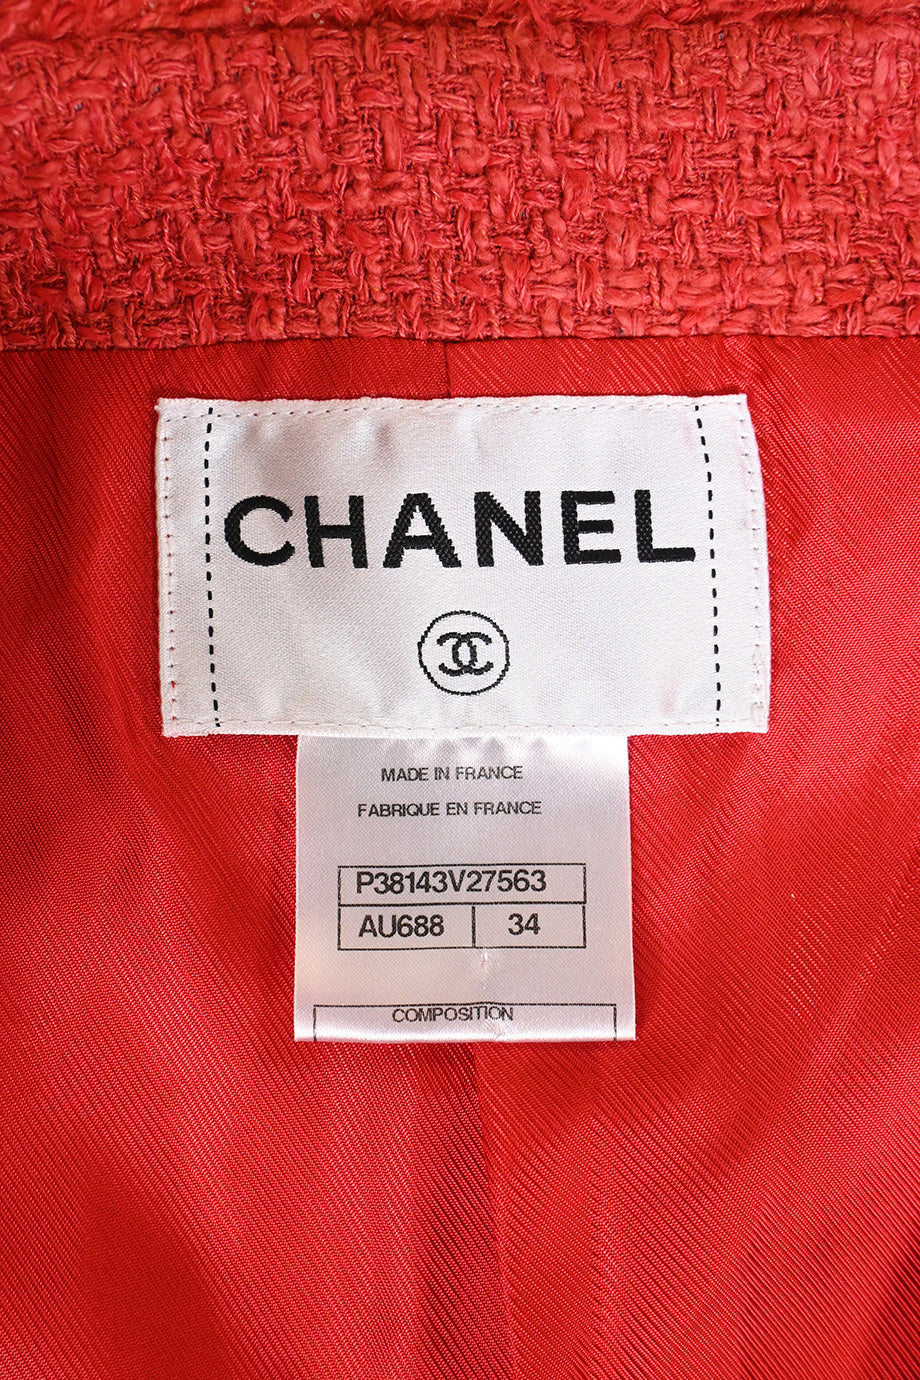 CHANEL
MADE IN FRANCE
FABRIQUE EN FRANCE
P38143V27563
AU688 34
COMPOSITION